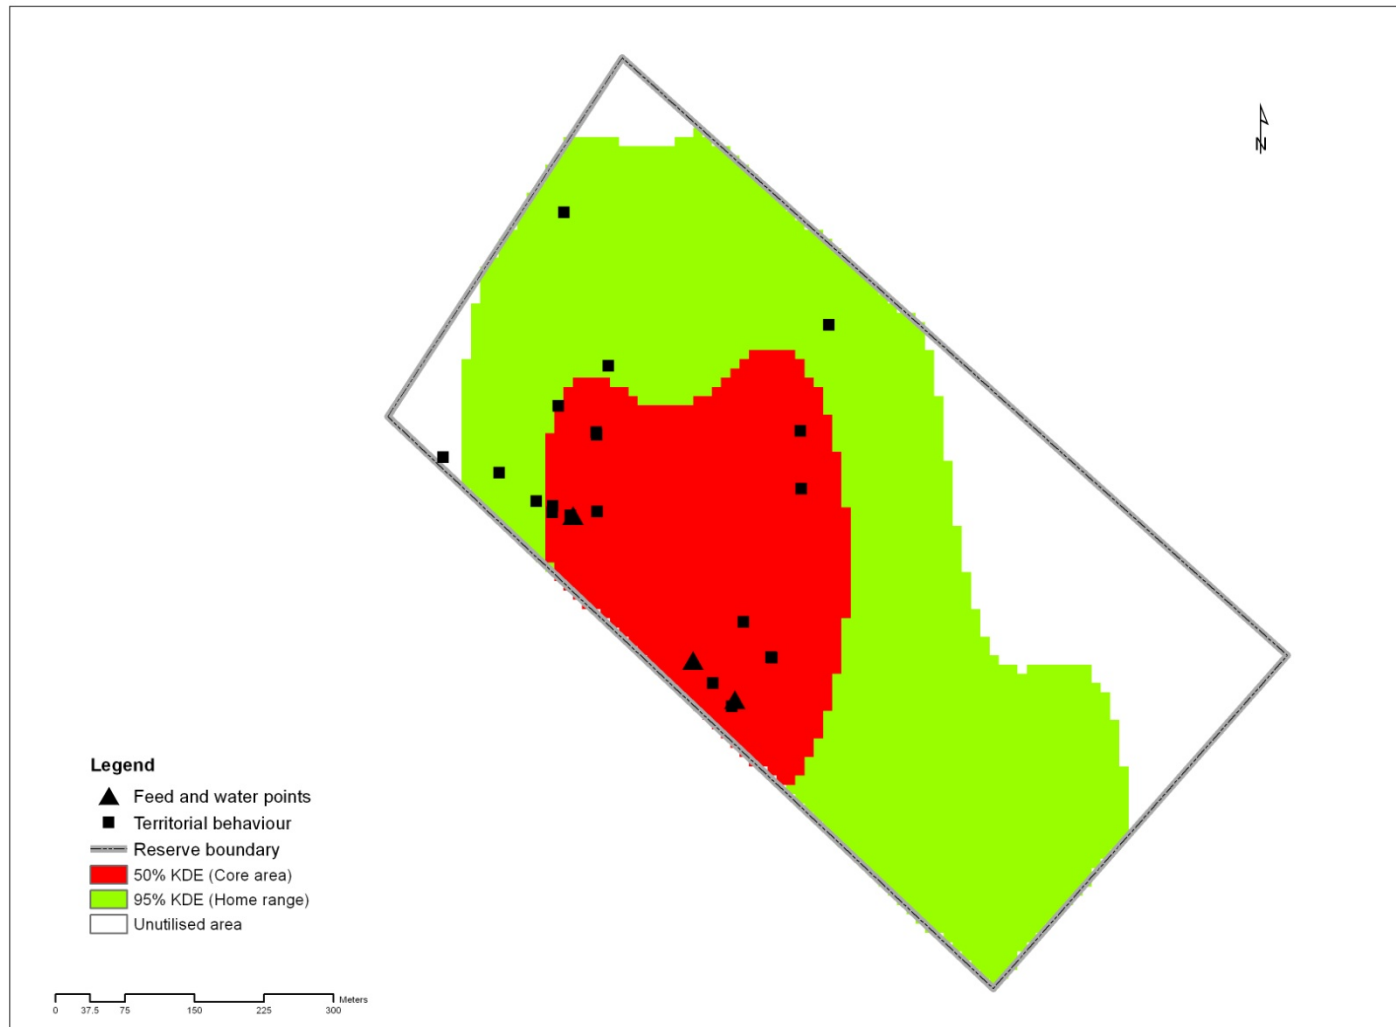 N
Legend
Feed and water points
Territorial behaviour
Reserve boundary
50% KDE (Core area)
95% KDE (Home range)
Unutilised area
Meters
0 37.5 75 150 225 300